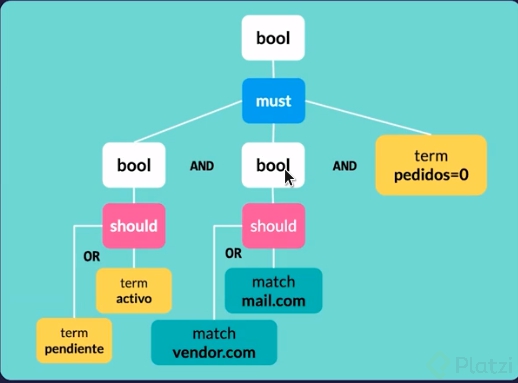 bool
must
bool
AND
bool
AND
term
pedidos=0
should
should
OR
OR
term
activo
match
mail.com
term
pendiente
match
vendor.com
Platzi